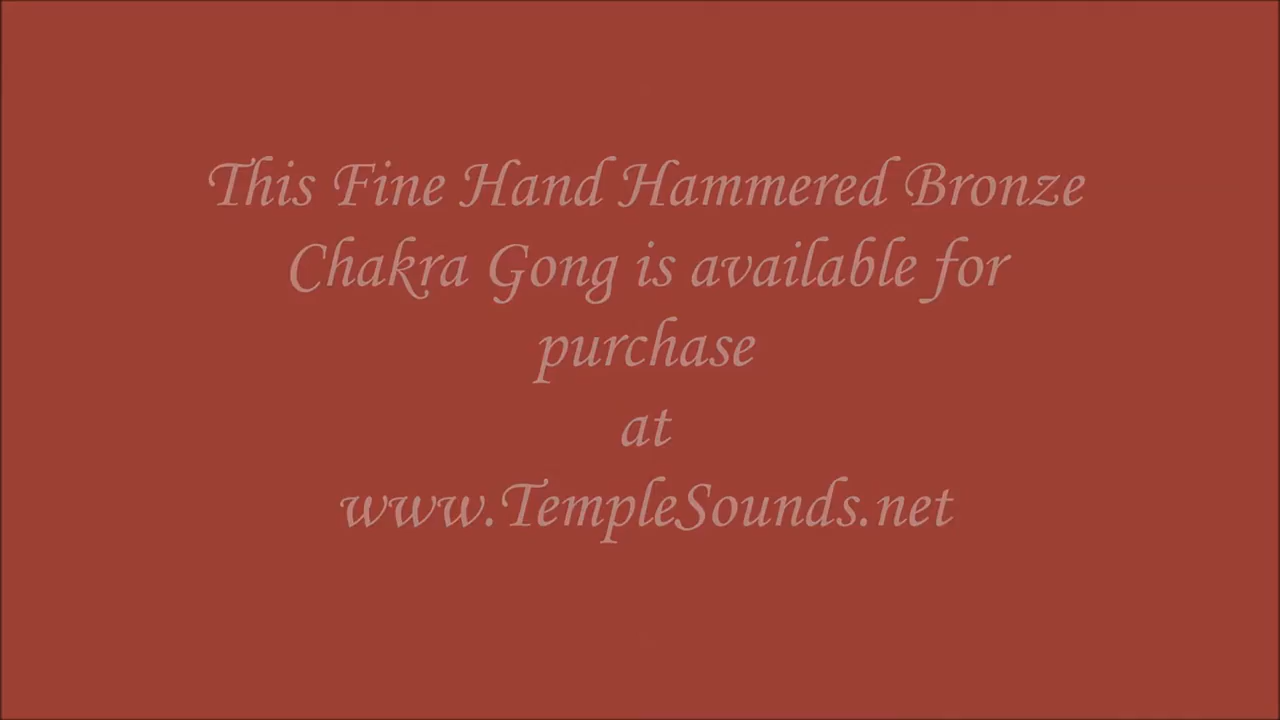 This Fine Hand Hammered Bronze
Chakra Gong is available for
purchase
at
www.TempleSounds.net